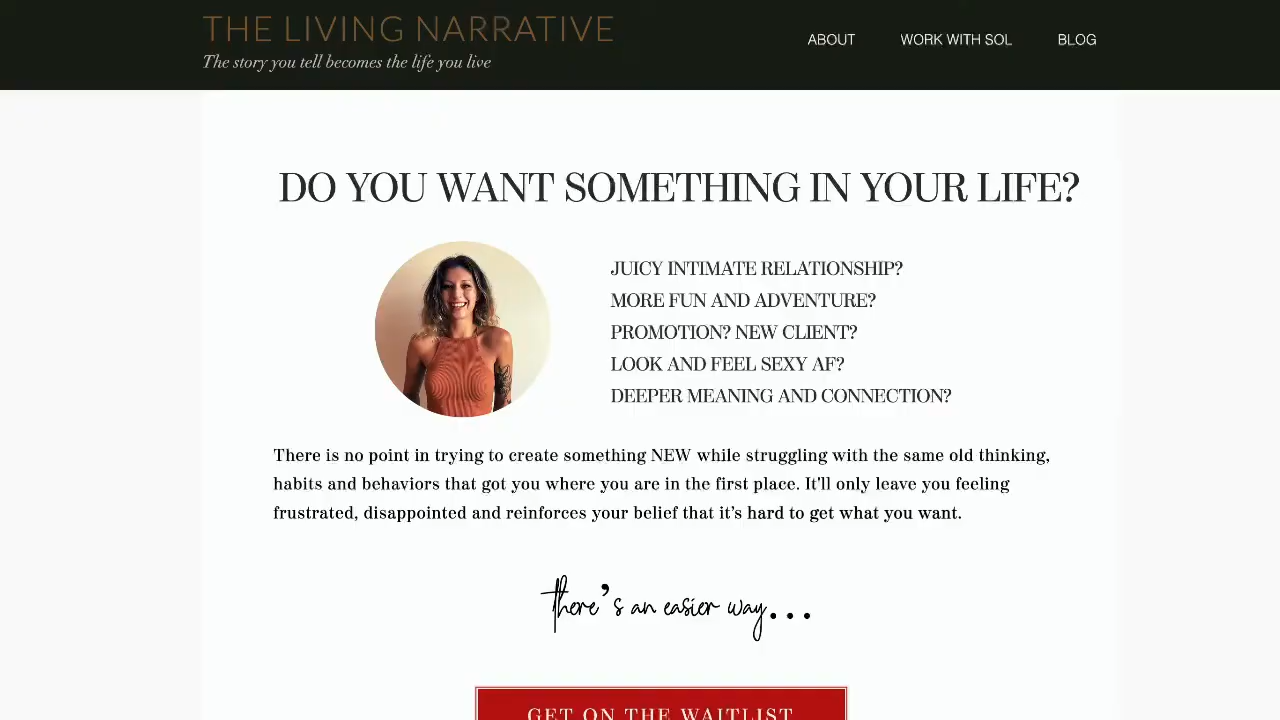 THE LIVING NARRATIVE
The story you tell becomes the life you live
ABOUT
WORK WITH SOL
BLOG
DO YOU WANT SOMETHING IN YOUR LIFE?
JUICY INTIMATE RELATIONSHIP?
MORE FUN AND ADVENTURE?
PROMOTION? NEW CLIENT?
LOOK AND FEEL SEXY AF?
DEEPER MEANING AND CONNECTION?
There is no point in trying to create something NEW while struggling with the same old thinking,
habits and behaviors that got you where you are in the first place. It'll only leave you feeling
frustrated, disappointed and reinforces your belief that it's hard to get what you want.
there's an easier way...
GET ON THE WAITLIST